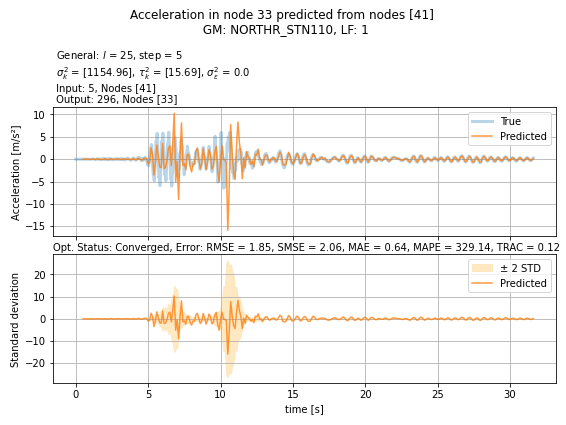 Acceleration in node 33 predicted from nodes [41]
GM: NORTHR_STN110, LF: 1
General: l = 25, step = 5
σ²ₖ = [1154.96], τ²ₖ = [15.69], σ²ε = 0.0
Input: 5, Nodes [41]
Output: 296, Nodes [33]
Acceleration [m/s²]
10
5
0
−5
−10
−15
True
Predicted
Opt. Status: Converged, Error: RMSE = 1.85, SMSE = 2.06, MAE = 0.64, MAPE = 329.14, TRAC = 0.12
Standard deviation
20
10
0
−10
−20
± 2 STD
Predicted
0 5 10 15 20 25 30
time [s]